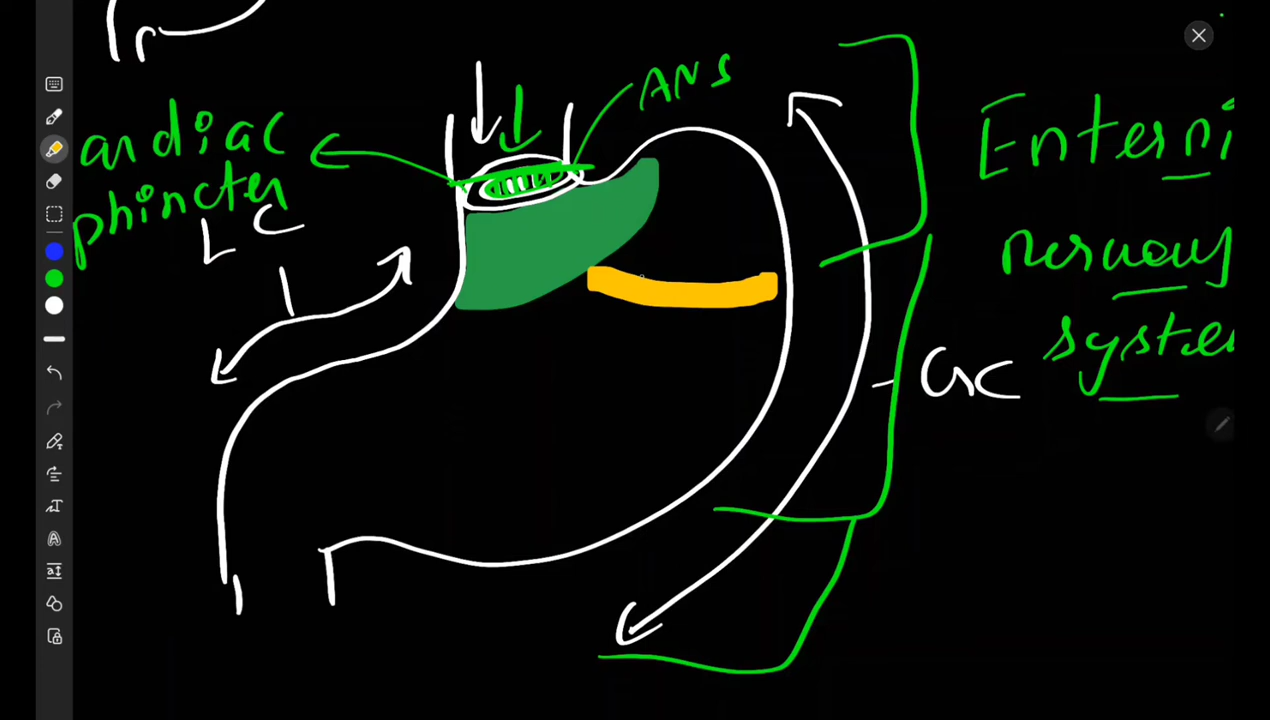 ANS
ardiac
phincter
L C
Enterni
nervous
system
GC